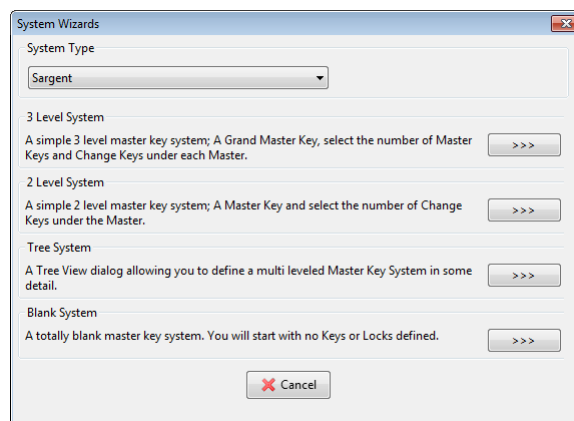 System Wizards
System Type
Sargent
3 Level System
A simple 3 level master key system; A Grand Master Key, select the number of Master
Keys and Change Keys under each Master.
>>>
2 Level System
A simple 2 level master key system; A Master Key and select the number of Change
Keys under the Master.
>>>
Tree System
A Tree View dialog allowing you to define a multi leveled Master Key System in some
detail.
>>>
Blank System
A totally blank master key system. You will start with no Keys or Locks defined.
>>>
Cancel